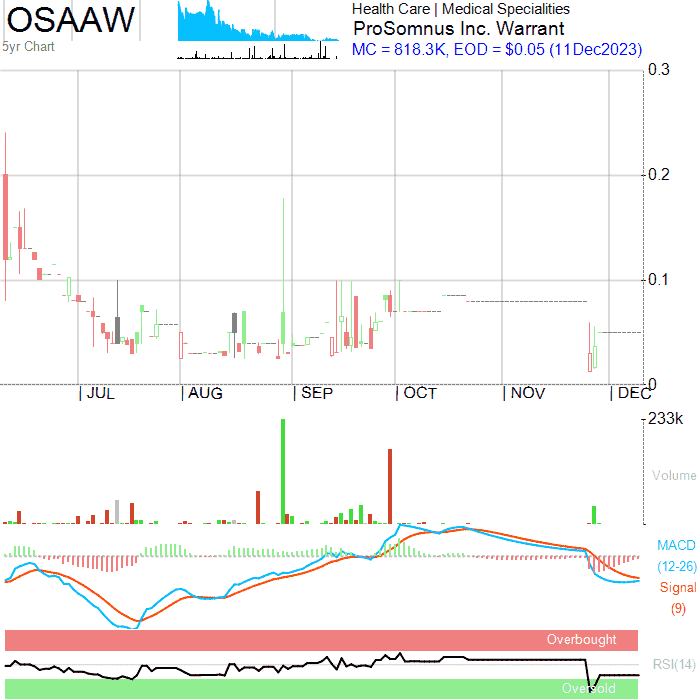 OSAAW
5yr Chart
Health Care | Medical Specialities
ProSomnus Inc. Warrant
MC = 818.3K, EOD = $0.05 (11Dec2023)
0.3
0.2
0.1
0
JUL AUG SEP OCT NOV DEC
233k
Volume
MACD
(12-26)
Signal
(9)
Overbought
RSI(14)
Oversold